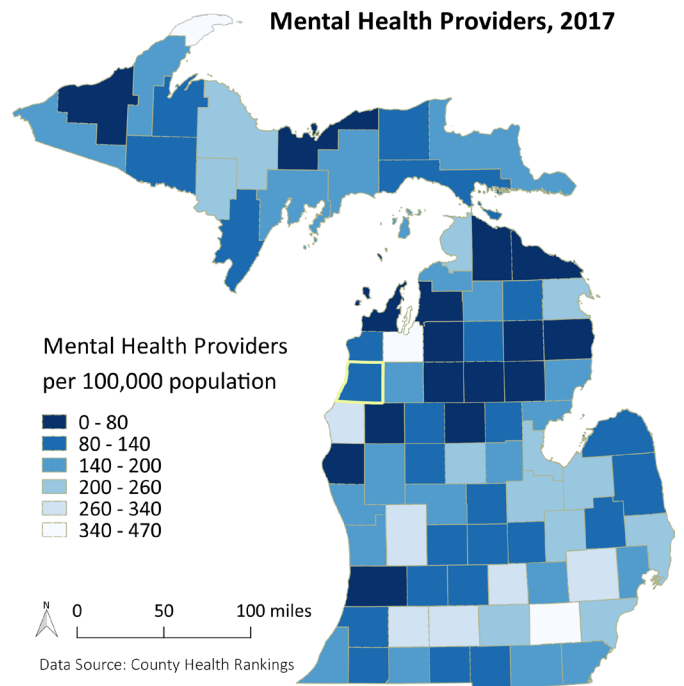 Mental Health Providers, 2017
Mental Health Providers
per 100,000 population
0 - 80
80 - 140
140 - 200
200 - 260
260 - 340
340 - 470
N
0 50 100 miles
Data Source: County Health Rankings